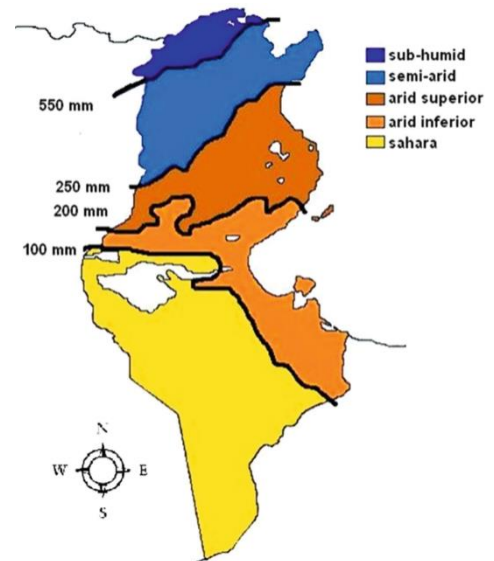 sub-humid
semi-arid
arid superior
arid inferior
sahara
550 mm
250 mm
200 mm
100 mm
N
W E
S